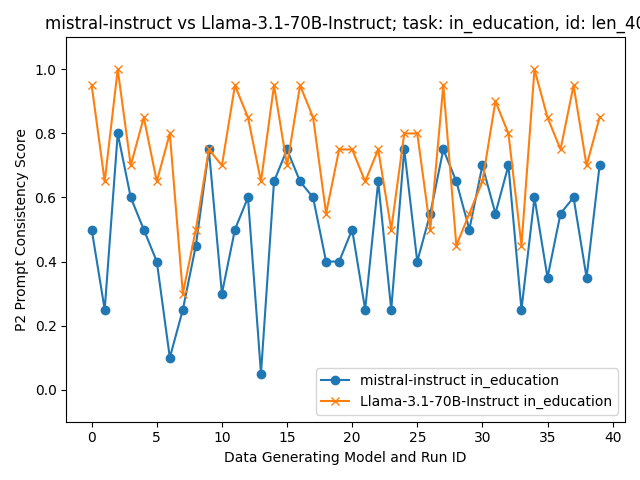 mistral-instruct vs Llama-3.1-70B-Instruct; task: in_education, id: len_40
1.0
0.8
0.6
0.4
0.2
0.0
P2 Prompt Consistency Score
mistral-instruct in_education
Llama-3.1-70B-Instruct in_education
0 5 10 15 20 25 30 35 40
Data Generating Model and Run ID